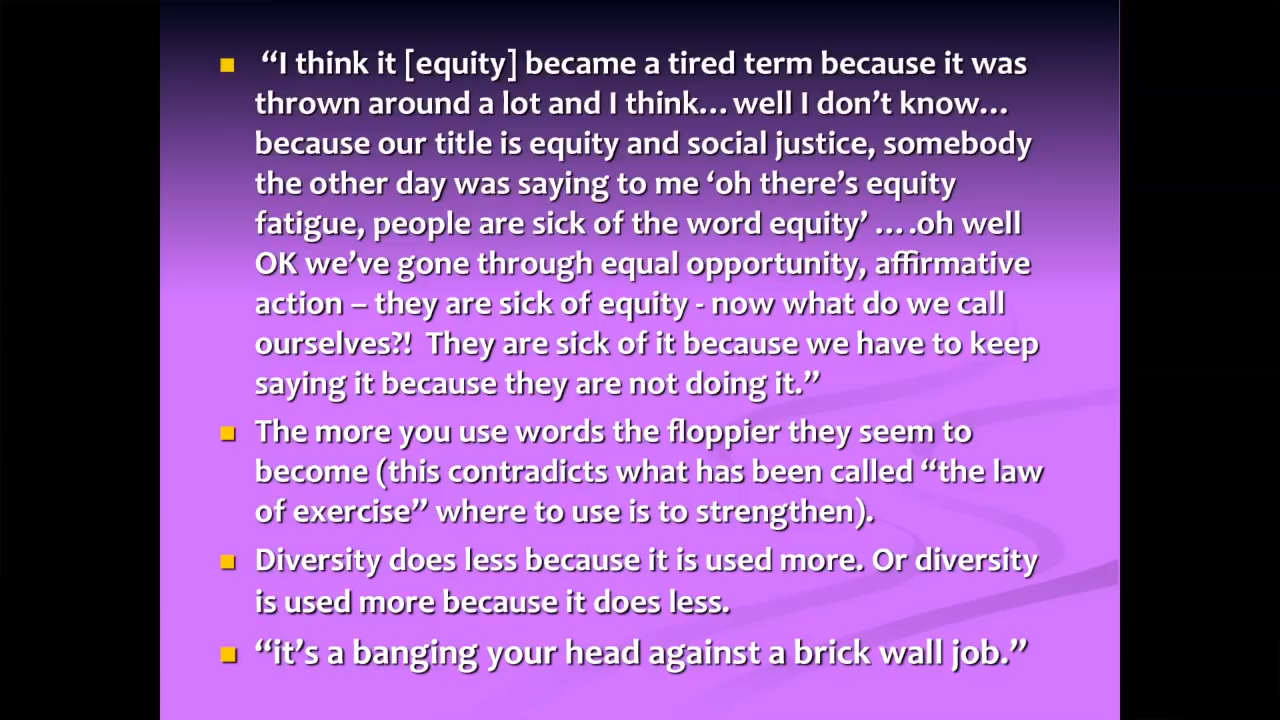 “I think it [equity] became a tired term because it was
thrown around a lot and I think… well I don’t know…
because our title is equity and social justice, somebody
the other day was saying to me ‘oh there’s equity
fatigue, people are sick of the word equity’ ….oh well
OK we’ve gone through equal opportunity, affirmative
action – they are sick of equity - now what do we call
ourselves?! They are sick of it because we have to keep
saying it because they are not doing it.”
The more you use words the floppier they seem to
become (this contradicts what has been called “the law
of exercise” where to use is to strengthen).
Diversity does less because it is used more. Or diversity
is used more because it does less.
“it’s a banging your head against a brick wall job.”